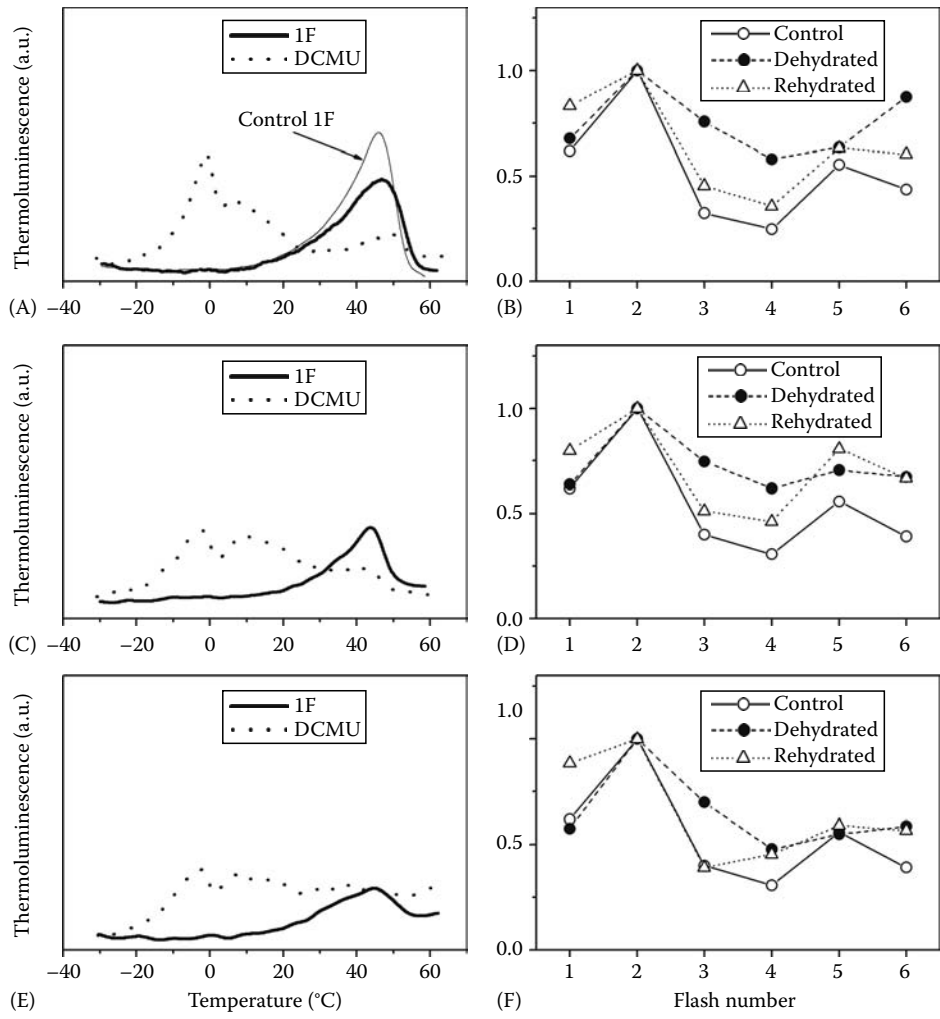 Thermoluminescence (a.u.)
1F
DCMU
Control 1F
(A)
−40 −20 0 20 40 60
Control
Dehydrated
Rehydrated
1.0
0.5
0.0
(B)
1 2 3 4 5 6
Thermoluminescence (a.u.)
1F
DCMU
(C)
−40 −20 0 20 40 60
Control
Dehydrated
Rehydrated
1.0
0.5
0.0
(D)
1 2 3 4 5 6
Thermoluminescence (a.u.)
1F
DCMU
−40 −20 0 20 40 60
(E)
Temperature (°C)
Control
Dehydrated
Rehydrated
1.0
0.5
0.0
1 2 3 4 5 6
(F)
Flash number